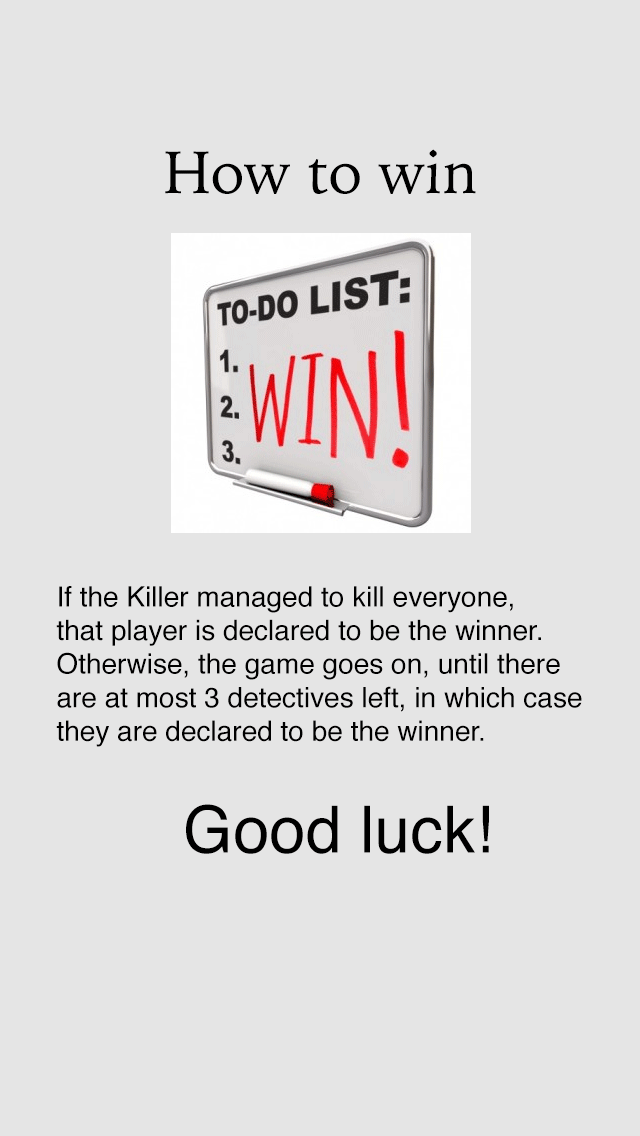 How to win
TO-DO LIST:
1.
2.
3.
WIN!
If the Killer managed to kill everyone,
that player is declared to be the winner.
Otherwise, the game goes on, until there
are at most 3 detectives left, in which case
they are declared to be the winner.
Good luck!